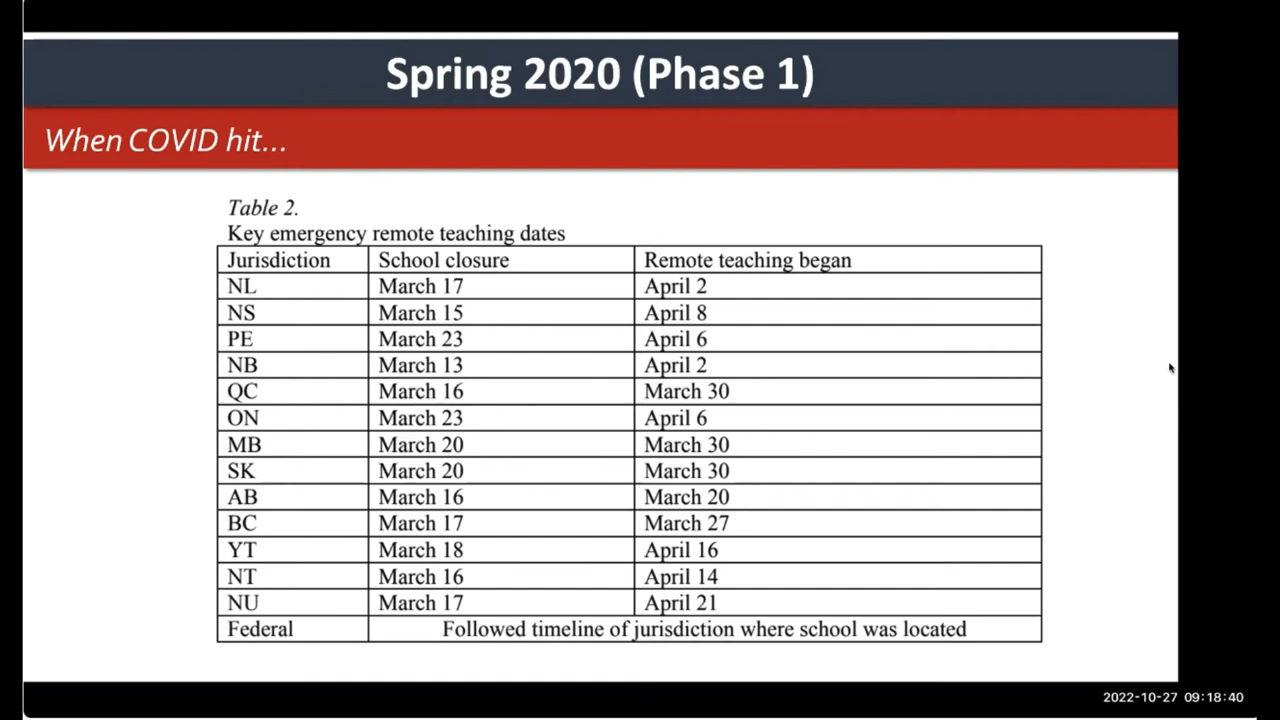 Spring 2020 (Phase 1)
When COVID hit...
Table 2.
Key emergency remote teaching dates
Jurisdiction School closure Remote teaching began
NL March 17 April 2
NS March 15 April 8
PE March 23 April 6
NB March 13 April 2
QC March 16 March 30
ON March 23 April 6
MB March 20 March 30
SK March 20 March 30
AB March 16 March 20
BC March 17 March 27
YT March 18 April 16
NT March 16 April 14
NU March 17 April 21
Federal Followed timeline of jurisdiction where school was located
2022-10-27 09:18:40